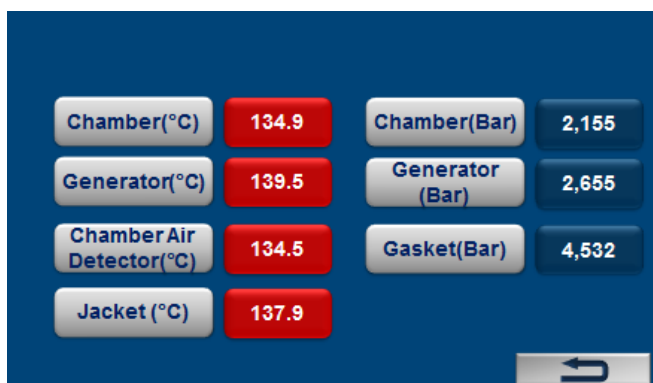 Chamber(°C) 134.9 Chamber(Bar) 2,155
Generator(°C) 139.5 Generator
(Bar) 2,655
Chamber Air
Detector(°C) 134.5 Gasket(Bar) 4,532
Jacket (°C) 137.9